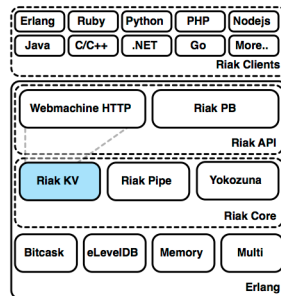 Erlang Ruby Python PHP Nodejs
Java C/C++ .NET Go More..
Riak Clients
Webmachine HTTP Riak PB
Riak API
Riak KV Riak Pipe Yokozuna
Riak Core
Bitcask eLevelDB Memory Multi
Erlang